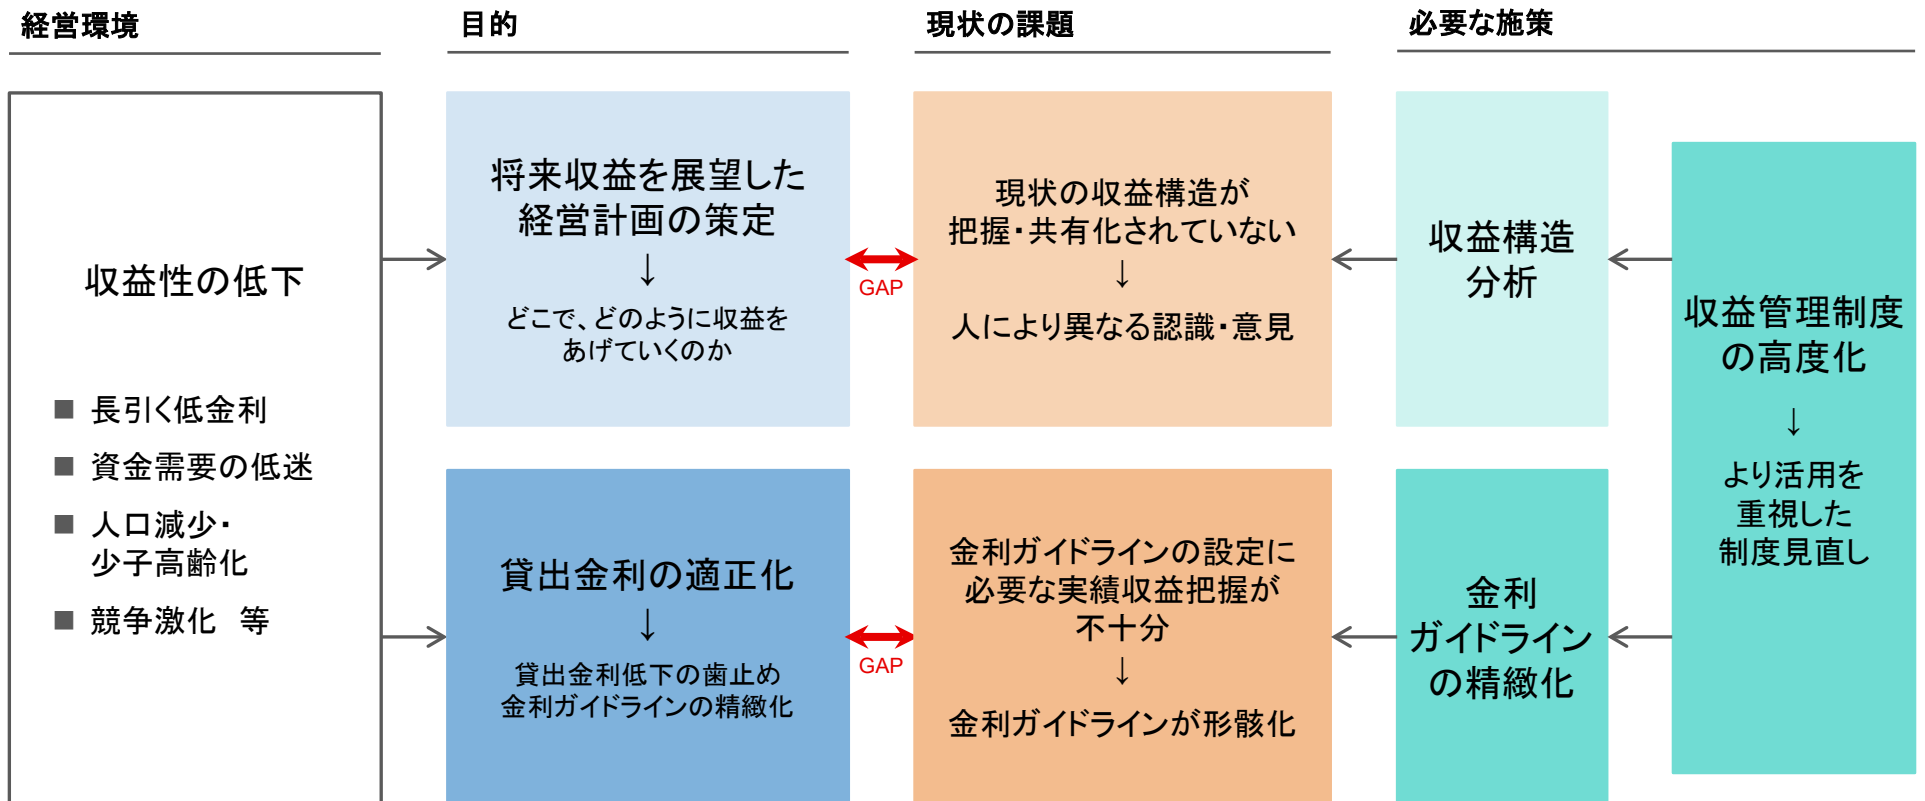 経営環境
目的
現状の課題
必要な施策
収益性の低下
■ 長引く低金利
■ 資金需要の低迷
■ 人口減少・
少子高齢化
■ 競争激化　等
将来収益を展望した
経営計画の策定
↓
どこで、どのように収益を
あげていくのか
GAP
現状の収益構造が
把握・共有化されていない
↓
人により異なる認識・意見
収益構造
分析
貸出金利の適正化
↓
貸出金利低下の歯止め
金利ガイドラインの精緻化
GAP
金利ガイドラインの設定に
必要な実績収益把握が
不十分
↓
金利ガイドラインが形骸化
金利
ガイドライン
の精緻化
収益管理制度
の高度化
↓
より活用を
重視した
制度見直し